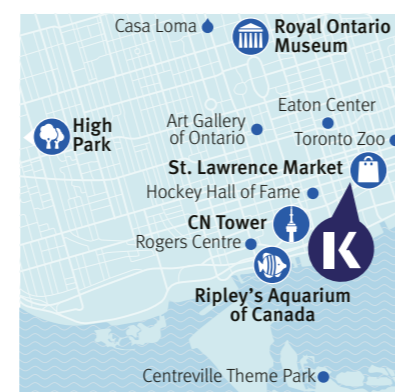 Casa Loma
Royal Ontario
Museum
High
Park
Eaton Center
Art Gallery
of Ontario
Toronto Zoo
St. Lawrence Market
Hockey Hall of Fame
CN Tower
Rogers Centre
K
Ripley's Aquarium
of Canada
Centreville Theme Park